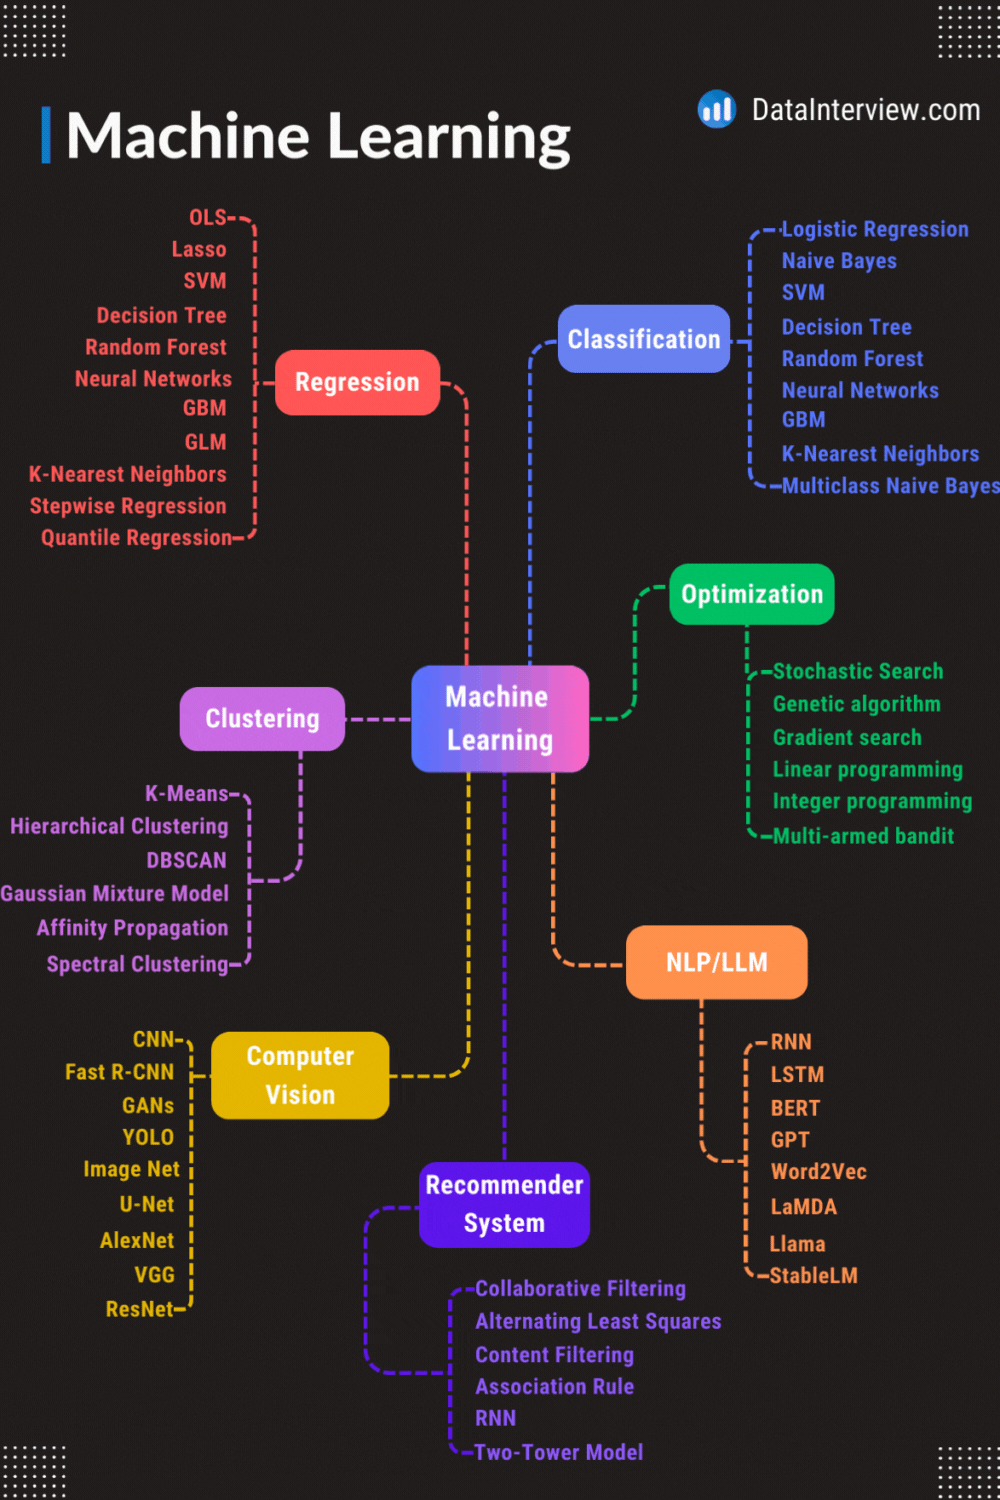 Machine Learning
DataInterview.com
OLS
Lasso
SVM
Decision Tree
Random Forest
Neural Networks
GBM
GLM
K-Nearest Neighbors
Stepwise Regression
Quantile Regression
Regression
Classification
Logistic Regression
Naive Bayes
SVM
Decision Tree
Random Forest
Neural Networks
GBM
K-Nearest Neighbors
Multiclass Naive Bayes
Optimization
Stochastic Search
Genetic algorithm
Gradient search
Linear programming
Integer programming
Multi-armed bandit
Machine
Learning
Clustering
K-Means
Hierarchical Clustering
DBSCAN
Gaussian Mixture Model
Affinity Propagation
Spectral Clustering
NLP/LLM
RNN
LSTM
BERT
GPT
Word2Vec
LaMDA
Llama
StableLM
Computer
Vision
CNN
Fast R-CNN
GANs
YOLO
Image Net
U-Net
AlexNet
VGG
ResNet
Recommender
System
Collaborative Filtering
Alternating Least Squares
Content Filtering
Association Rule
RNN
Two-Tower Model